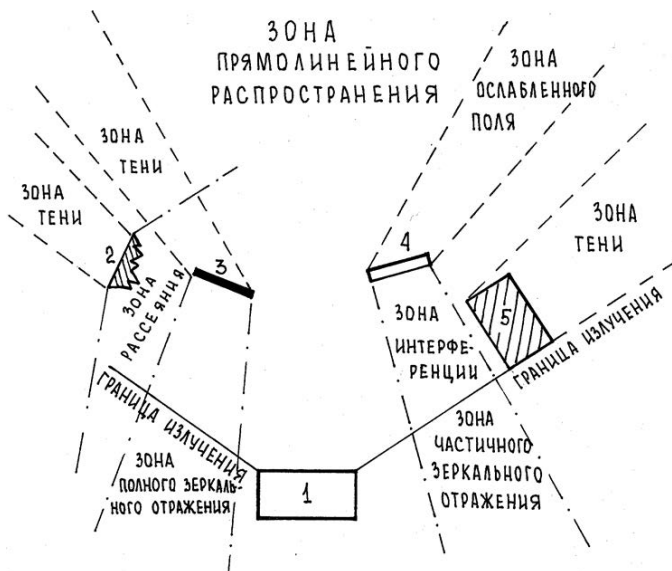 ЗОНА
ПРЯМОЛИНЕЙНОГО
РАСПРОСТРАНЕНИЯ
ЗОНА
ОСЛАБЛЕННОГО
ПОЛЯ
ЗОНА
ТЕНИ
ЗОНА
ТЕНИ
2
3
ЗОНА
РАССЕЯНИЯ
4
ЗОНА
ИНТЕРФЕ-
РЕНЦИИ
5
ЗОНА
ТЕНИ
ГРАНИЦА ИЗЛУЧЕНИЯ
ГРАНИЦА ИЗЛУЧЕНИЯ
ЗОНА
ПОЛНОГО ЗЕРКАЛЬ-
НОГО ОТРАЖЕНИЯ
1
ЗОНА
ЧАСТИЧНОГО
ЗЕРКАЛЬНОГО
ОТРАЖЕНИЯ